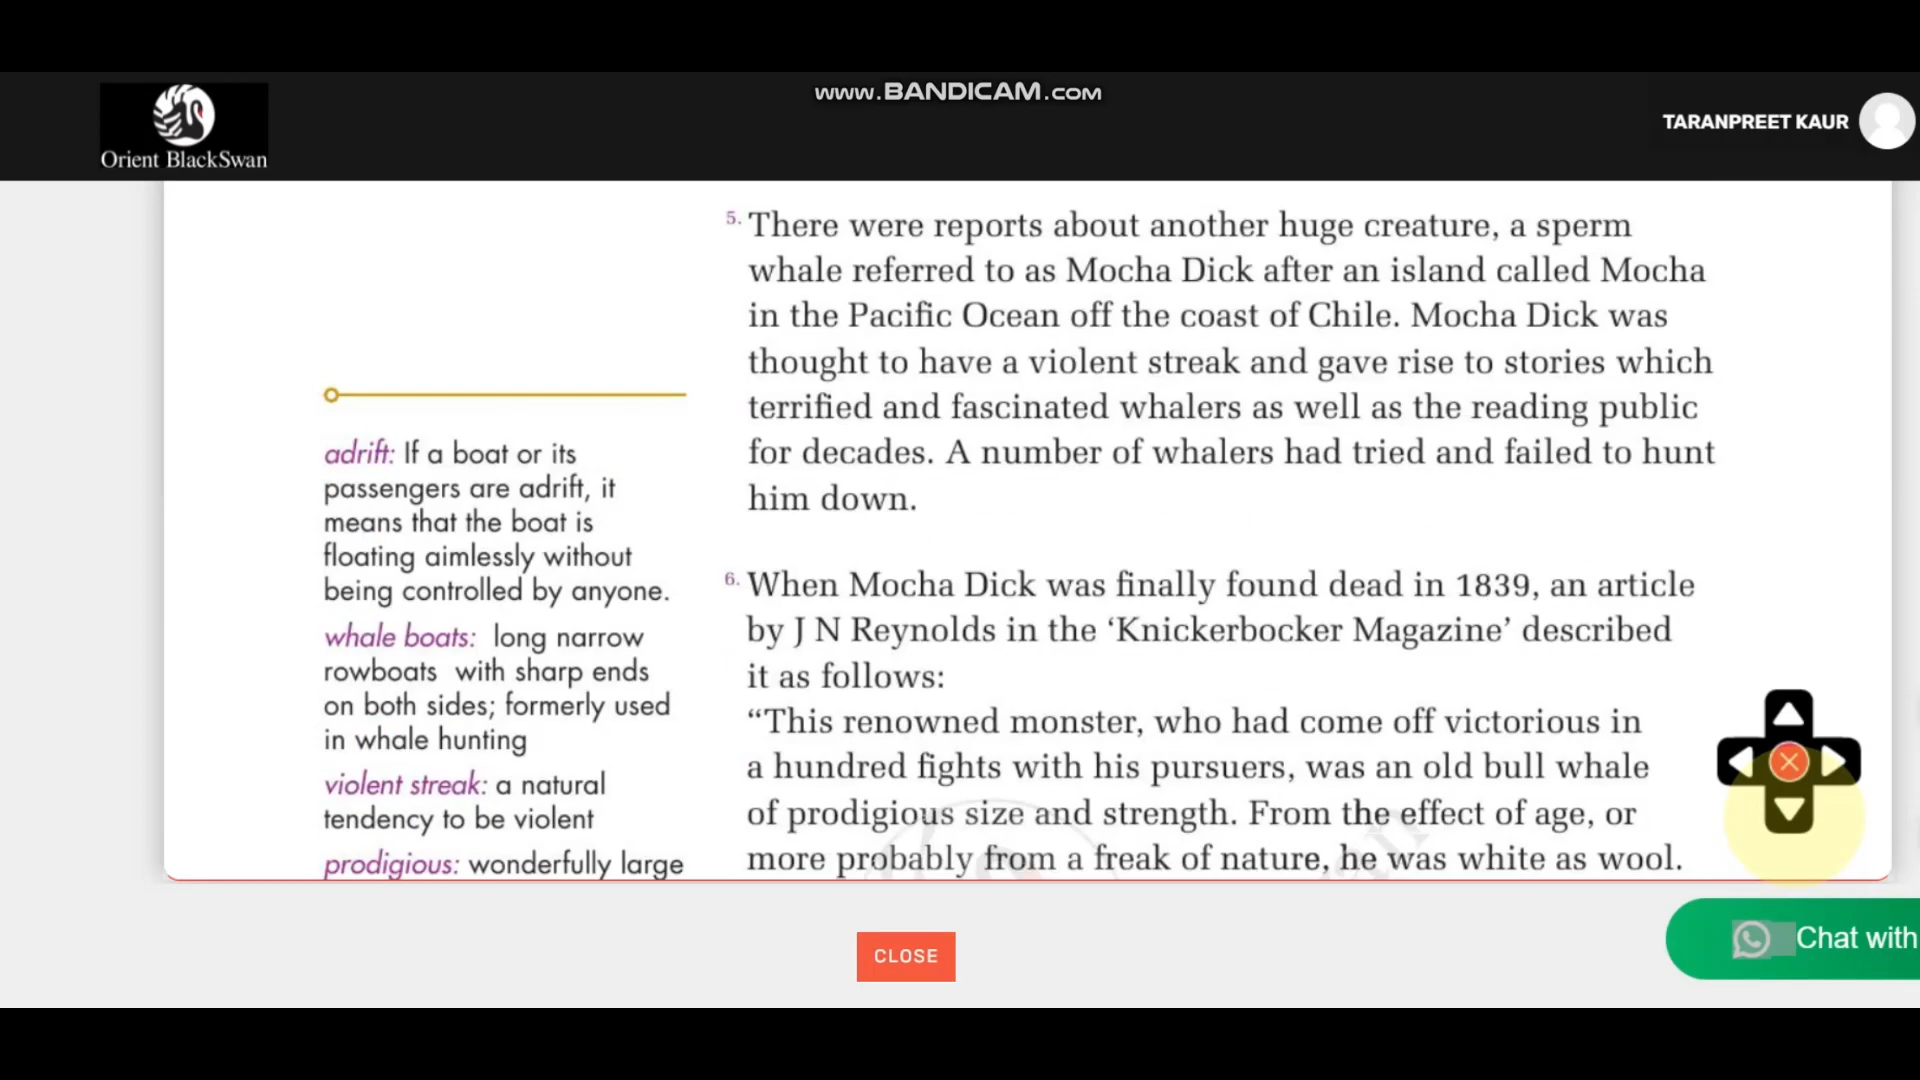 www.BANDICAM.com
Orient BlackSwan
TARANPREET KAUR
5. There were reports about another huge creature, a sperm
whale referred to as Mocha Dick after an island called Mocha
in the Pacific Ocean off the coast of Chile. Mocha Dick was
thought to have a violent streak and gave rise to stories which
terrified and fascinated whalers as well as the reading public
for decades. A number of whalers had tried and failed to hunt
him down.
adrift: If a boat or its
passengers are adrift, it
means that the boat is
floating aimlessly without
being controlled by anyone.
whale boats: long narrow
rowboats with sharp ends
on both sides; formerly used
in whale hunting
violent streak: a natural
tendency to be violent
prodigious: wonderfully large
6. When Mocha Dick was finally found dead in 1839, an article
by J N Reynolds in the ‘Knickerbocker Magazine’ described
it as follows:
“This renowned monster, who had come off victorious in
a hundred fights with his pursuers, was an old bull whale
of prodigious size and strength. From the effect of age, or
more probably from a freak of nature, he was white as wool.
CLOSE
Chat with